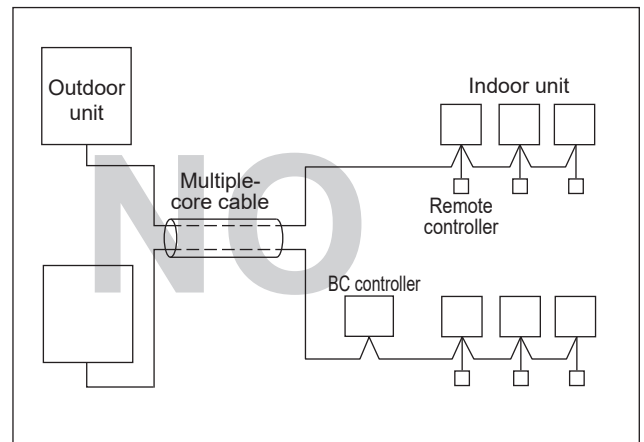 Outdoor
unit
Indoor unit
NO
Multiple-
core cable
Remote
controller
BC controller